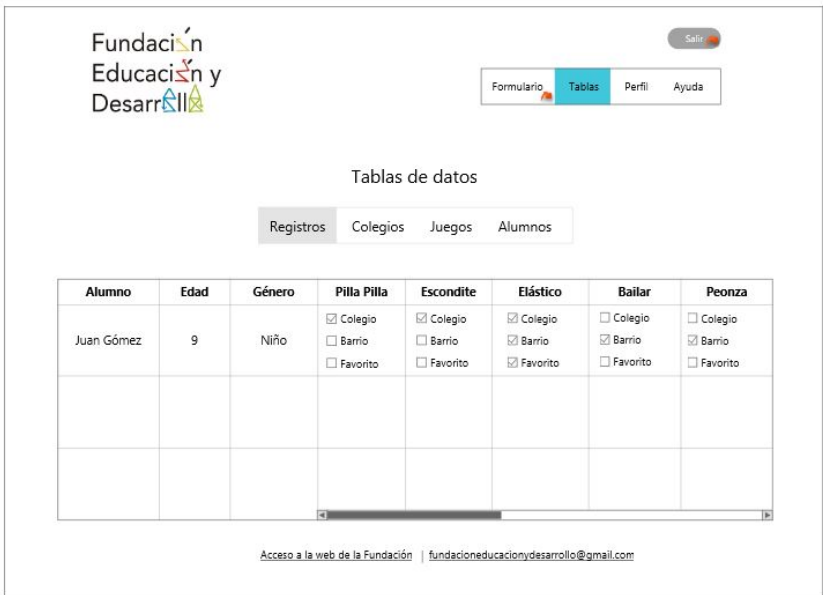 Fundación
Educación y
Desarrollo
Salir
Formulario Tablas Perfil Ayuda
Tablas de datos
Registros Colegios Juegos Alumnos
Alumno Edad Género Pilla Pilla Escondite Elástico Bailar Peonza
Colegio Colegio Colegio Colegio Colegio
Juan Gómez 9 Niño Barrio Barrio Barrio Barrio Barrio
Favorito Favorito Favorito Favorito Favorito
Acceso a la web de la Fundación | fundacioneducacionydesarrollo@gmail.com